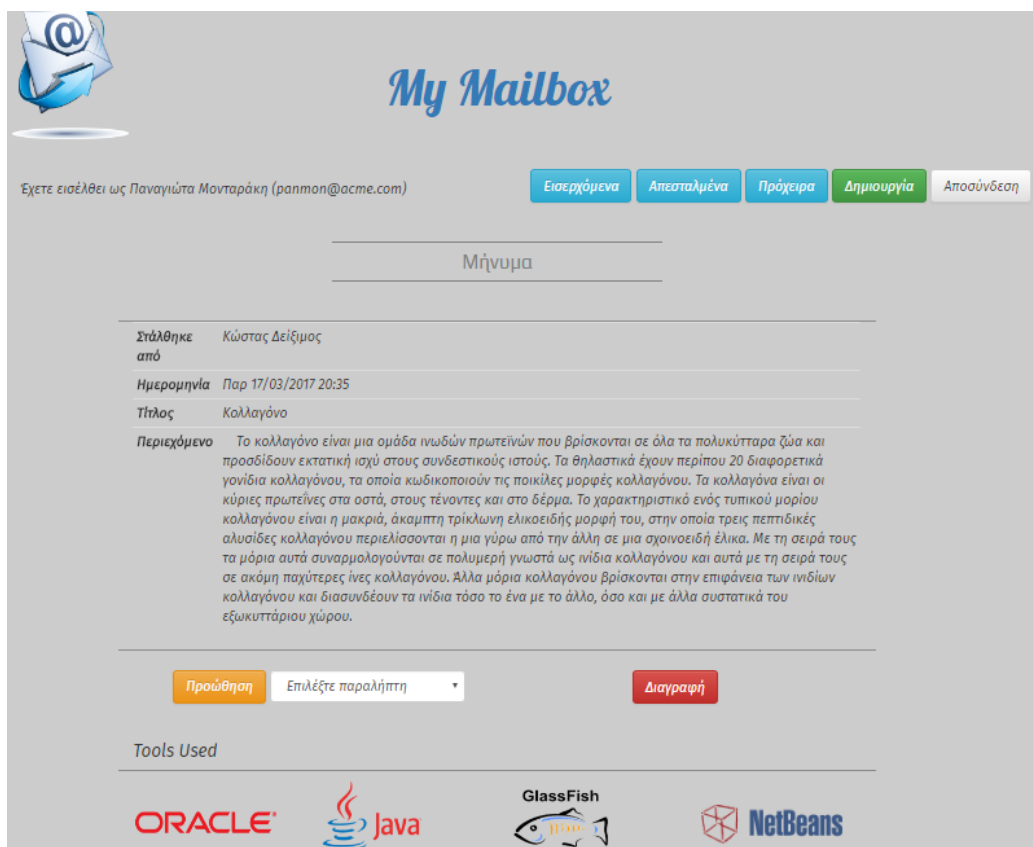 @
My Mailbox
Έχετε εισέλθει ως Παναγιώτα Μονταράκη (panmon@acme.com)
Εισερχόμενα Απεσταλμένα Πρόχειρα Δημιουργία Αποσύνδεση
Μήνυμα
Στάλθηκε από Κώστας Δείξιμος
Ημερομηνία Παρ 17/03/2017 20:35
Τίτλος Κολλαγόνο
Περιεχόμενο Το κολλαγόνο είναι μια ομάδα ινωδών πρωτεϊνών που βρίσκονται σε όλα τα πολυκύτταρα ζώα και
προσδίδουν εκτατική ισχύ στους συνδεστικούς ιστούς. Τα θηλαστικά έχουν περίπου 20 διαφορετικά
γονίδια κολλαγόνου, τα οποία κωδικοποιούν τις ποικίλες μορφές κολλαγόνου. Τα κολλαγόνα είναι οι
κύριες πρωτεΐνες στα οστά, στους τένοντες και στο δέρμα. Το χαρακτηριστικό ενός τυπικού μορίου
κολλαγόνου είναι η μακριά, άκαμπτη τρίκλωνη ελικοειδής μορφή του, στην οποία τρεις πεπτιδικές
αλυσίδες κολλαγόνου περιελίσσονται η μια γύρω από την άλλη σε μια σχοινοειδή έλικα. Με τη σειρά τους
τα μόρια αυτά συναρμολογούνται σε πολυμερή γνωστά ως ινίδια κολλαγόνου και αυτά με τη σειρά τους
σε ακόμη παχύτερες ίνες κολλαγόνου. Άλλα μόρια κολλαγόνου βρίσκονται στην επιφάνεια των ινιδίων
κολλαγόνου και διασυνδέουν τα ινίδια τόσο το ένα με το άλλο, όσο και με άλλα συστατικά του
εξωκυττάριου χώρου.
Προώθηση Επιλέξτε παραλήπτη Διαγραφή
Tools Used
ORACLE Java GlassFish NetBeans